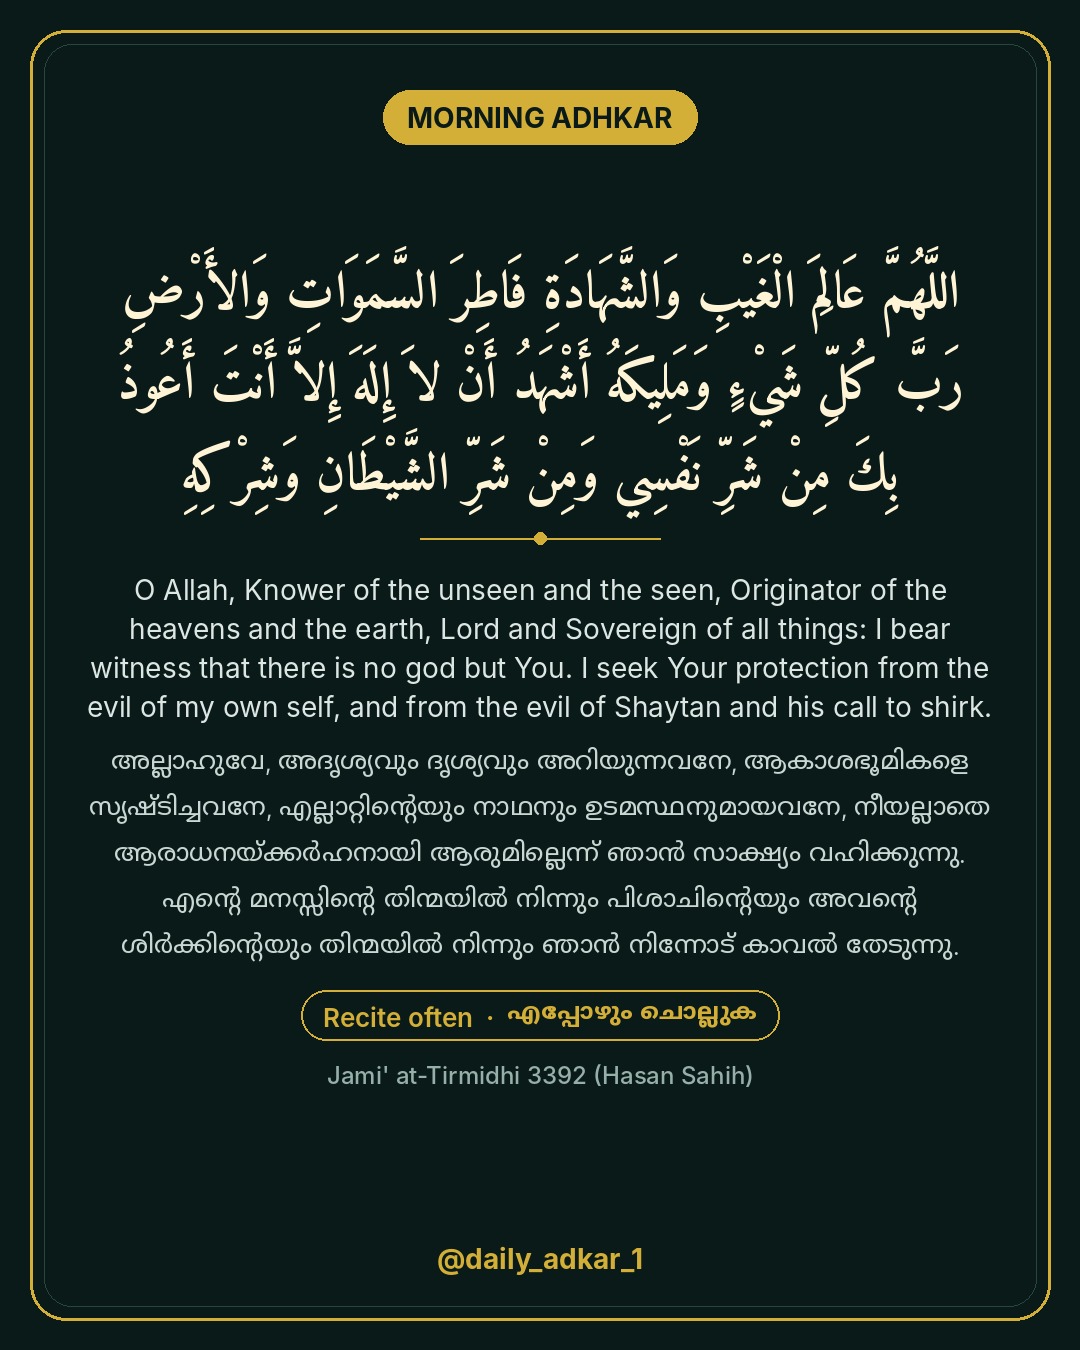 MORNING ADHKAR
اللَّهُمَّ عَالِمَ الْغَيْبِ وَالشَّهَادَةِ فَاطِرَ السَّمَوَاتِ وَالأَرْضِ
رَبَّ كُلِّ شَيْءٍ وَمَلِيكَهُ أَشْهَدُ أَنْ لاَ إِلَهَ إِلاَّ أَنْتَ أَعُوذُ
بِكَ مِنْ شَرِّ نَفْسِي وَمِنْ شَرِّ الشَّيْطَانِ وَشِرْكِهِ
O Allah, Knower of the unseen and the seen, Originator of the
heavens and the earth, Lord and Sovereign of all things: I bear
witness that there is no god but You. I seek Your protection from the
evil of my own self, and from the evil of Shaytan and his call to shirk.
അല്ലാഹുവേ, അദൃശ്യവും ദൃശ്യവും അറിയുന്നവനേ, ആകാശഭൂമികളെ
സൃഷ്ടിച്ചവനേ, എല്ലാറ്റിന്റെയും നാഥനും ഉടമസ്ഥനുമായവനേ, നീയല്ലാതെ
ആരാധനയ്ക്കർഹനായി ആരുമില്ലെന്ന് ഞാൻ സാക്ഷ്യം വഹിക്കുന്നു.
എന്റെ മനസ്സിന്റെ തിന്മയിൽ നിന്നും പിശാചിന്റെയും അവന്റെ
ശിർക്കിന്റെയും തിന്മയിൽ നിന്നും ഞാൻ നിന്നോട് കാവൽ തേടുന്നു.
Recite often · എപ്പോഴും ചൊല്ലുക
Jami' at-Tirmidhi 3392 (Hasan Sahih)
@daily_adkar_1